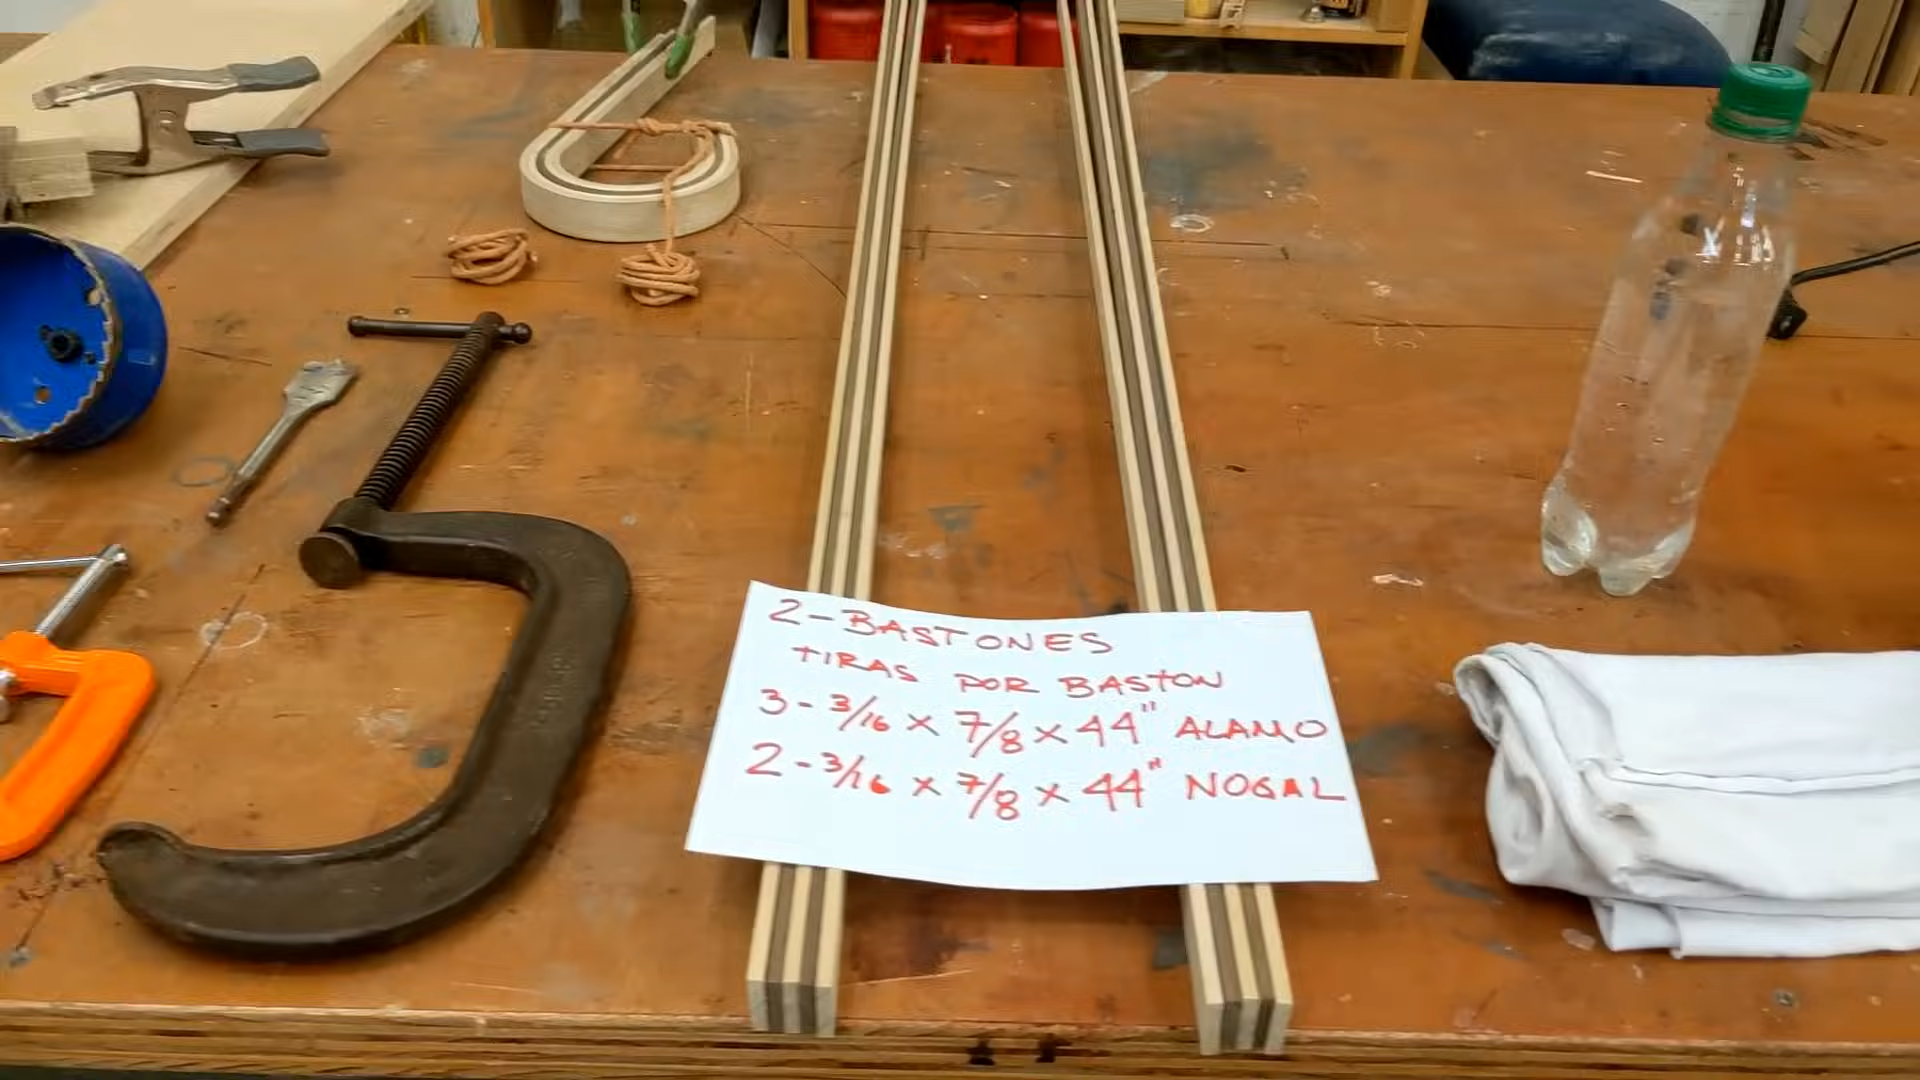 2-BASTONES
TIRAS POR BASTON
3-3/16 x 7/8 x 44" ALAMO
2-3/16 x 7/8 x 44" NOGAL